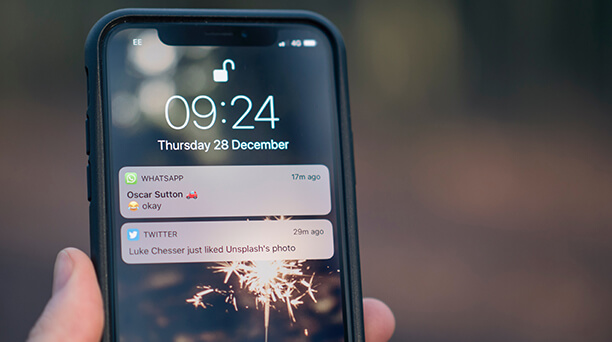 EE 4G
09:24
Thursday 28 December
WHATSAPP 17m ago
Oscar Sutton 🏍️
😂 okay
TWITTER 29m ago
Luke Chesser just liked Unsplash's photo